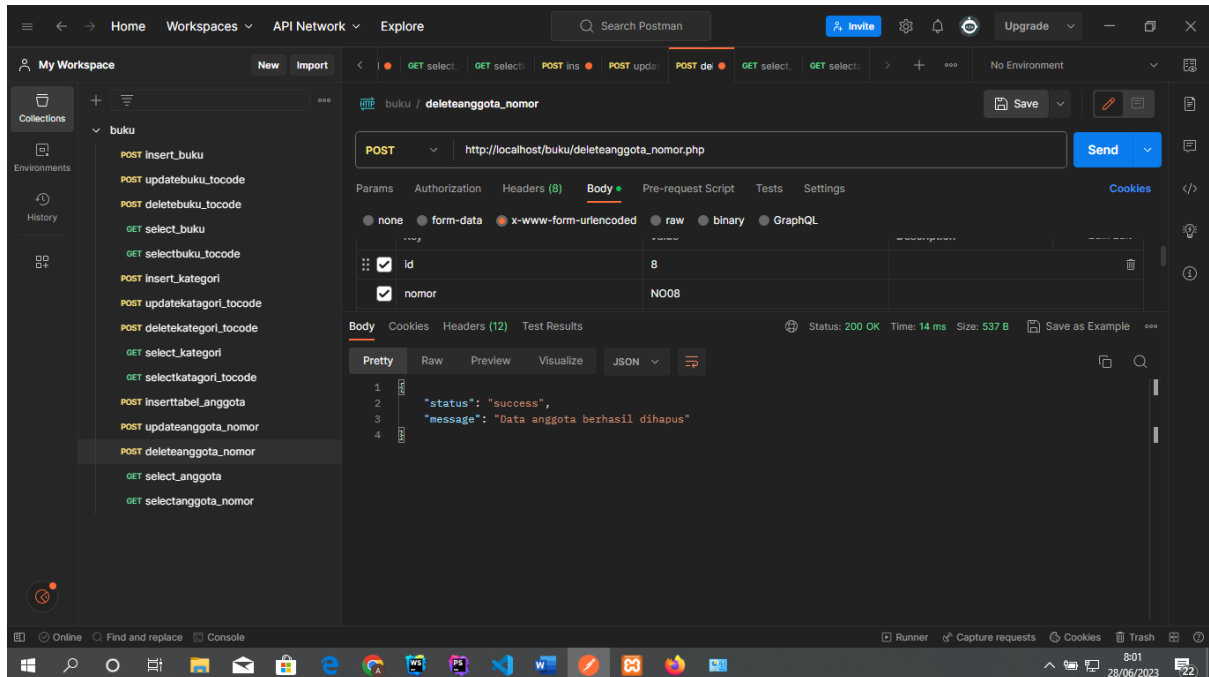 Home Workspaces API Network Explore Search Postman Invite Upgrade
My Workspace New Import GET select_ GET select POST ins POST updat POST del GET select_ GET select No Environment
Collections
Environments
History
buku
POST insert_buku
POST updatebuku_tocode
POST deletebuku_tocode
GET select_buku
GET selectbuku_tocode
POST insert_kategori
POST updatekatagori_tocode
POST deletekategori_tocode
GET select_kategori
GET selectkatagori_tocode
POST inserttabel_anggota
POST updateanggota_nomor
POST deleteanggota_nomor
GET select_anggota
GET selectanggota_nomor
HTTP buku / deleteanggota_nomor Save
POST http://localhost/buku/deleteanggota_nomor.php Send
Params Authorization Headers (8) Body Pre-request Script Tests Settings Cookies
none form-data x-www-form-urlencoded raw binary GraphQL
id 8
nomor NO08
Body Cookies Headers (12) Test Results Status: 200 OK Time: 14 ms Size: 537 B Save as Example
Pretty Raw Preview Visualize JSON
1 {
2 "status": "success",
3 "message": "Data anggota berhasil dihapus"
4 }
Online Find and replace Console Runner Capture requests Cookies Trash
WS PS W
8:01
28/06/2023
22